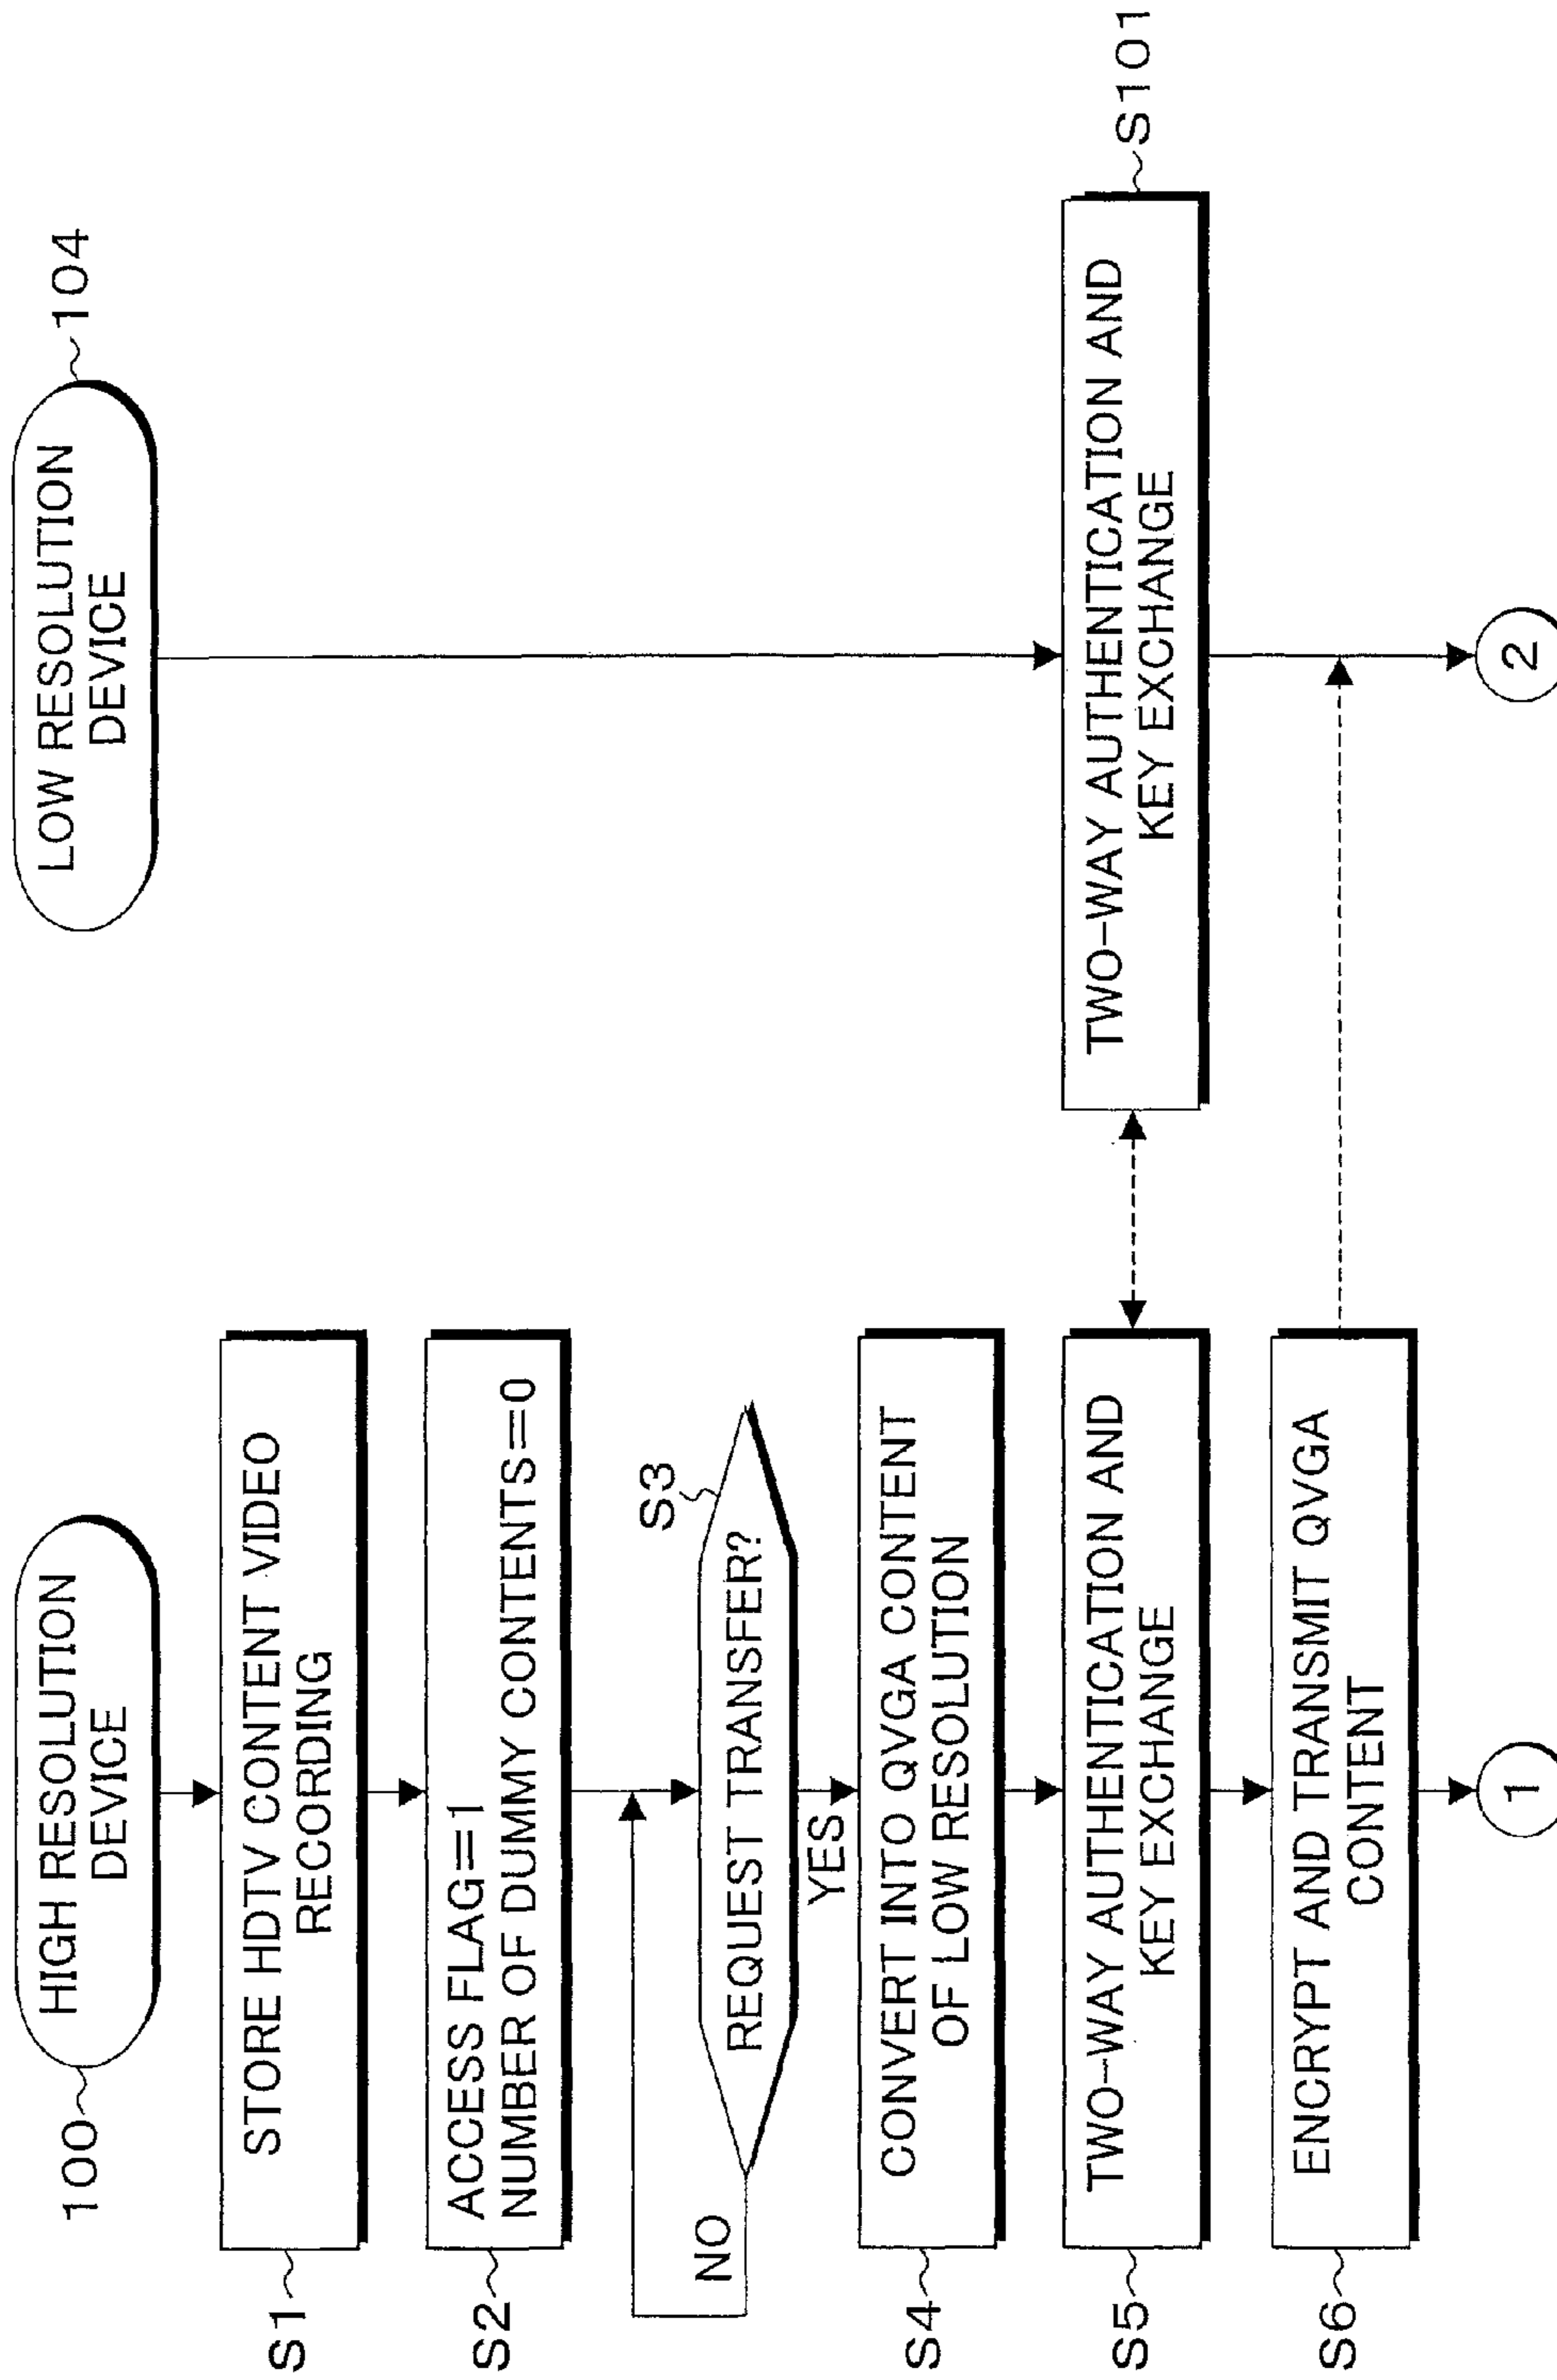 HIGH RESOLUTION
DEVICE
100
STORE HDTV CONTENT VIDEO
RECORDING
S1
ACCESS FLAG=1
NUMBER OF DUMMY CONTENTS=0
S2
REQUEST TRANSFER?
S3
NO
YES
CONVERT INTO QVGA CONTENT
OF LOW RESOLUTION
S4
TWO-WAY AUTHENTICATION AND
KEY EXCHANGE
S5
ENCRYPT AND TRANSMIT QVGA
CONTENT
S6
1
LOW RESOLUTION
DEVICE
104
TWO-WAY AUTHENTICATION AND
KEY EXCHANGE
S101
2